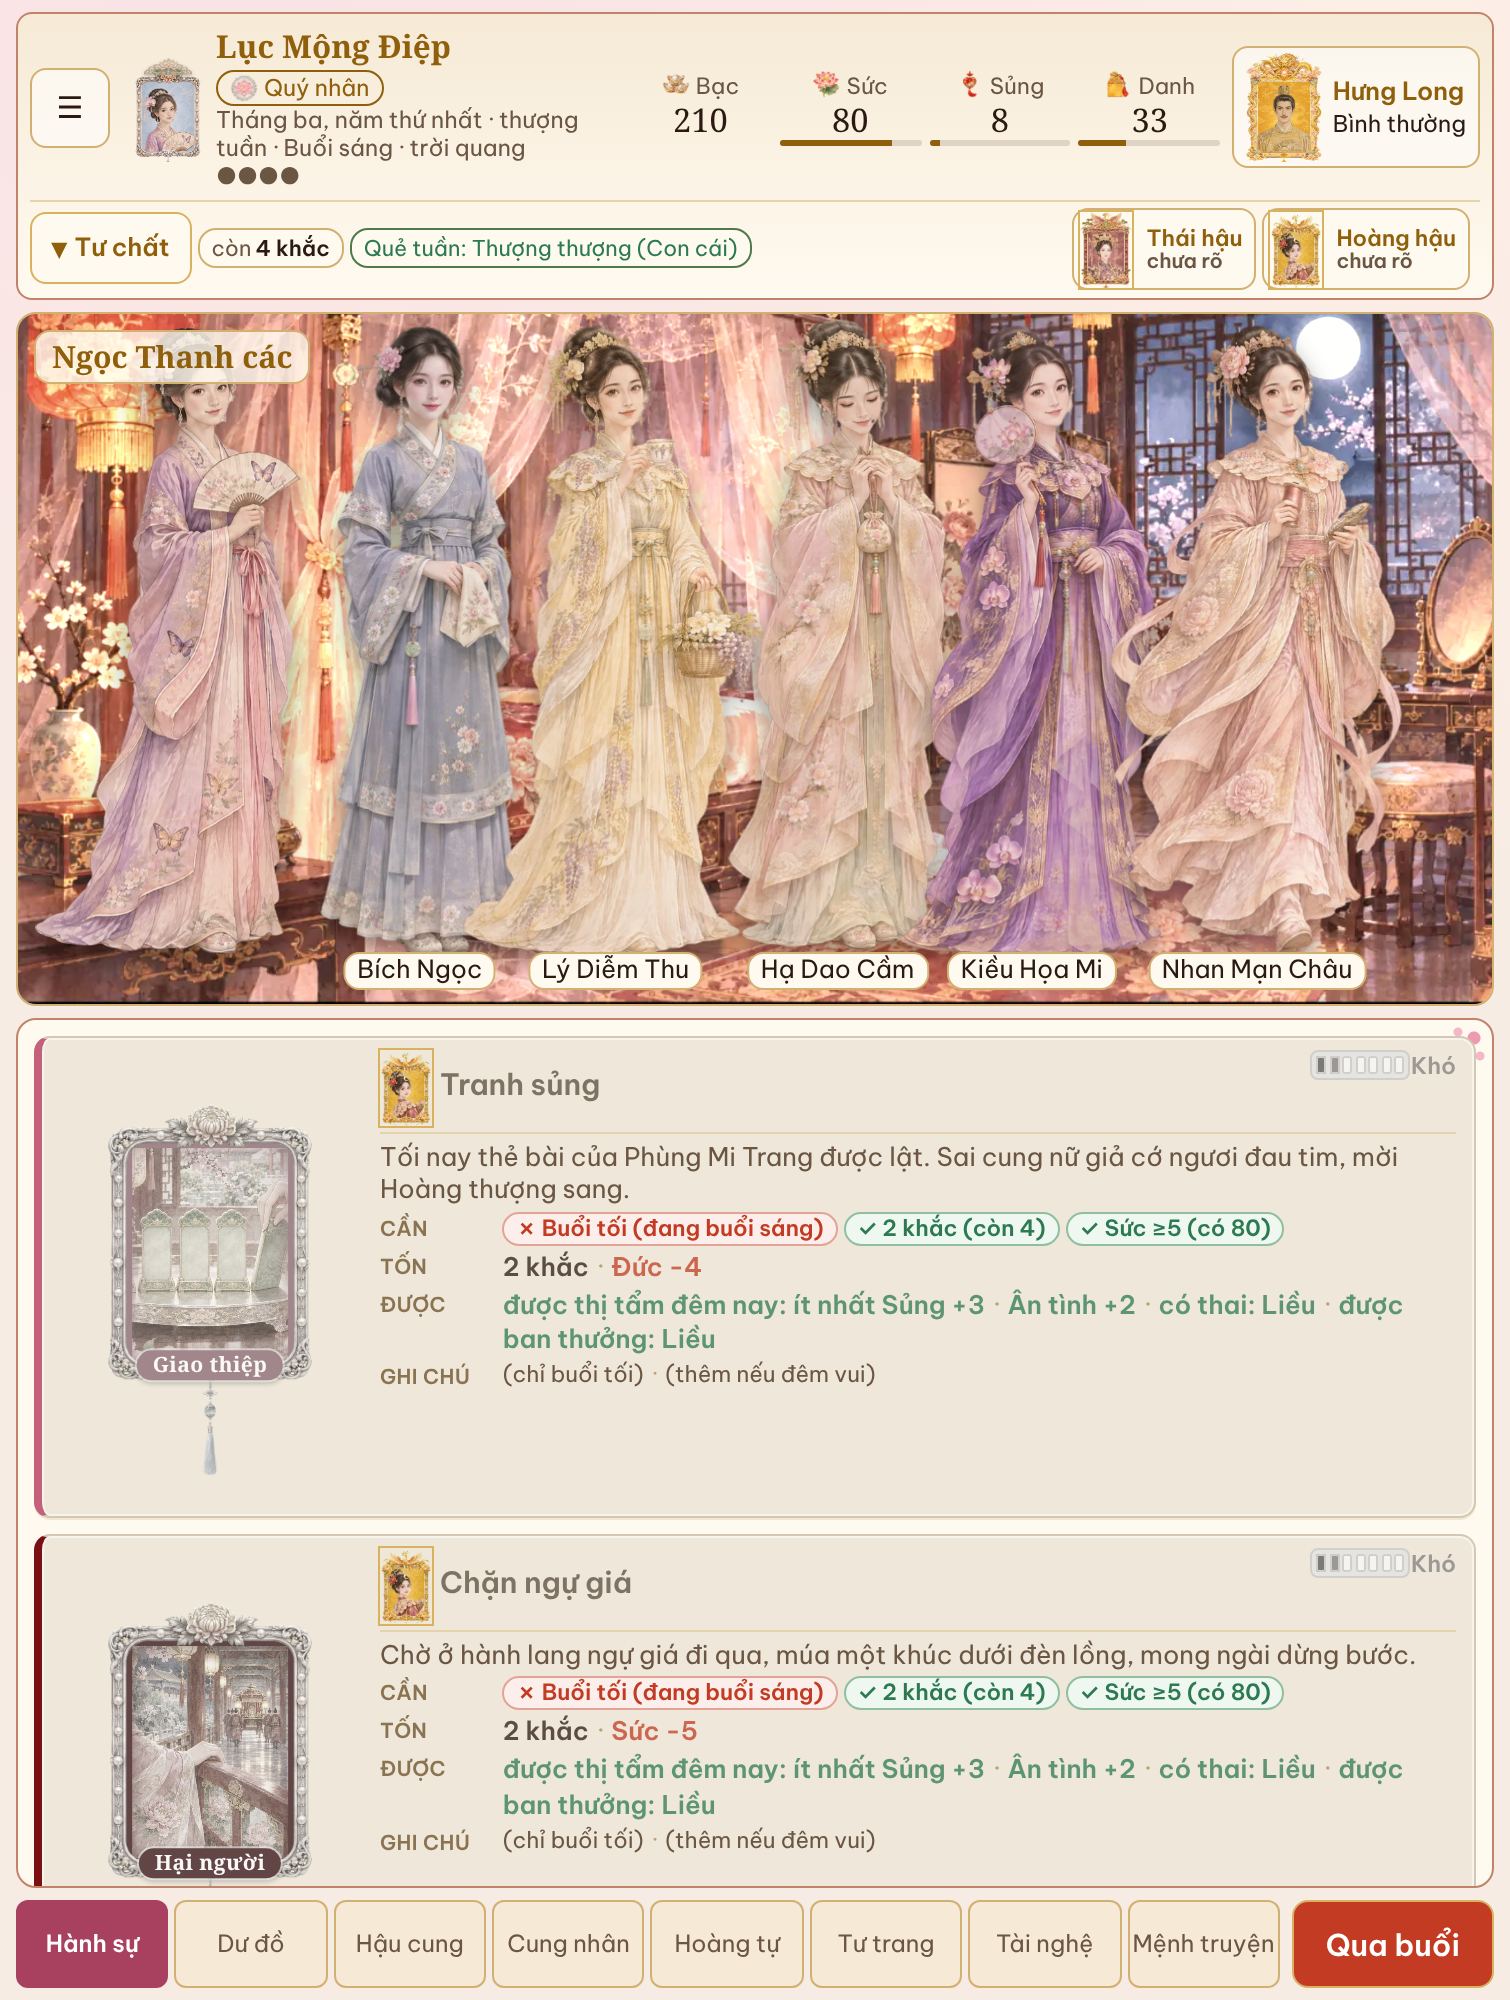 ☰
Lục Mộng Điệp
Quý nhân
Tháng ba, năm thứ nhất · thượng
tuần · Buổi sáng · trời quang
Bạc
210
Sức
80
Sủng
8
Danh
33
Hưng Long
Bình thường
▼ Tư chất
còn 4 khắc
Quẻ tuần: Thượng thượng (Con cái)
Thái hậu
chưa rõ
Hoàng hậu
chưa rõ
Ngọc Thanh các
Bích Ngọc
Lý Diễm Thu
Hạ Dao Cầm
Kiều Họa Mi
Nhan Mạn Châu
Tranh sủng
Khó
Tối nay thẻ bài của Phùng Mi Trang được lật. Sai cung nữ giả cớ ngươi đau tim, mời
Hoàng thượng sang.
CẦN
× Buổi tối (đang buổi sáng)
✓ 2 khắc (còn 4)
✓ Sức ≥5 (có 80)
TỐN
2 khắc · Đức -4
ĐƯỢC
được thị tẩm đêm nay: ít nhất Sủng +3 · Ân tình +2 · có thai: Liều · được
ban thưởng: Liều
GHI CHÚ
(chỉ buổi tối) · (thêm nếu đêm vui)
Giao thiệp
Chặn ngự giá
Khó
Chờ ở hành lang ngự giá đi qua, múa một khúc dưới đèn lồng, mong ngài dừng bước.
CẦN
× Buổi tối (đang buổi sáng)
✓ 2 khắc (còn 4)
✓ Sức ≥5 (có 80)
TỐN
2 khắc · Sức -5
ĐƯỢC
được thị tẩm đêm nay: ít nhất Sủng +3 · Ân tình +2 · có thai: Liều · được
ban thưởng: Liều
GHI CHÚ
(chỉ buổi tối) · (thêm nếu đêm vui)
Hại người
Hành sự
Dư đồ
Hậu cung
Cung nhân
Hoàng tự
Tư trang
Tài nghệ
Mệnh truyện
Qua buổi